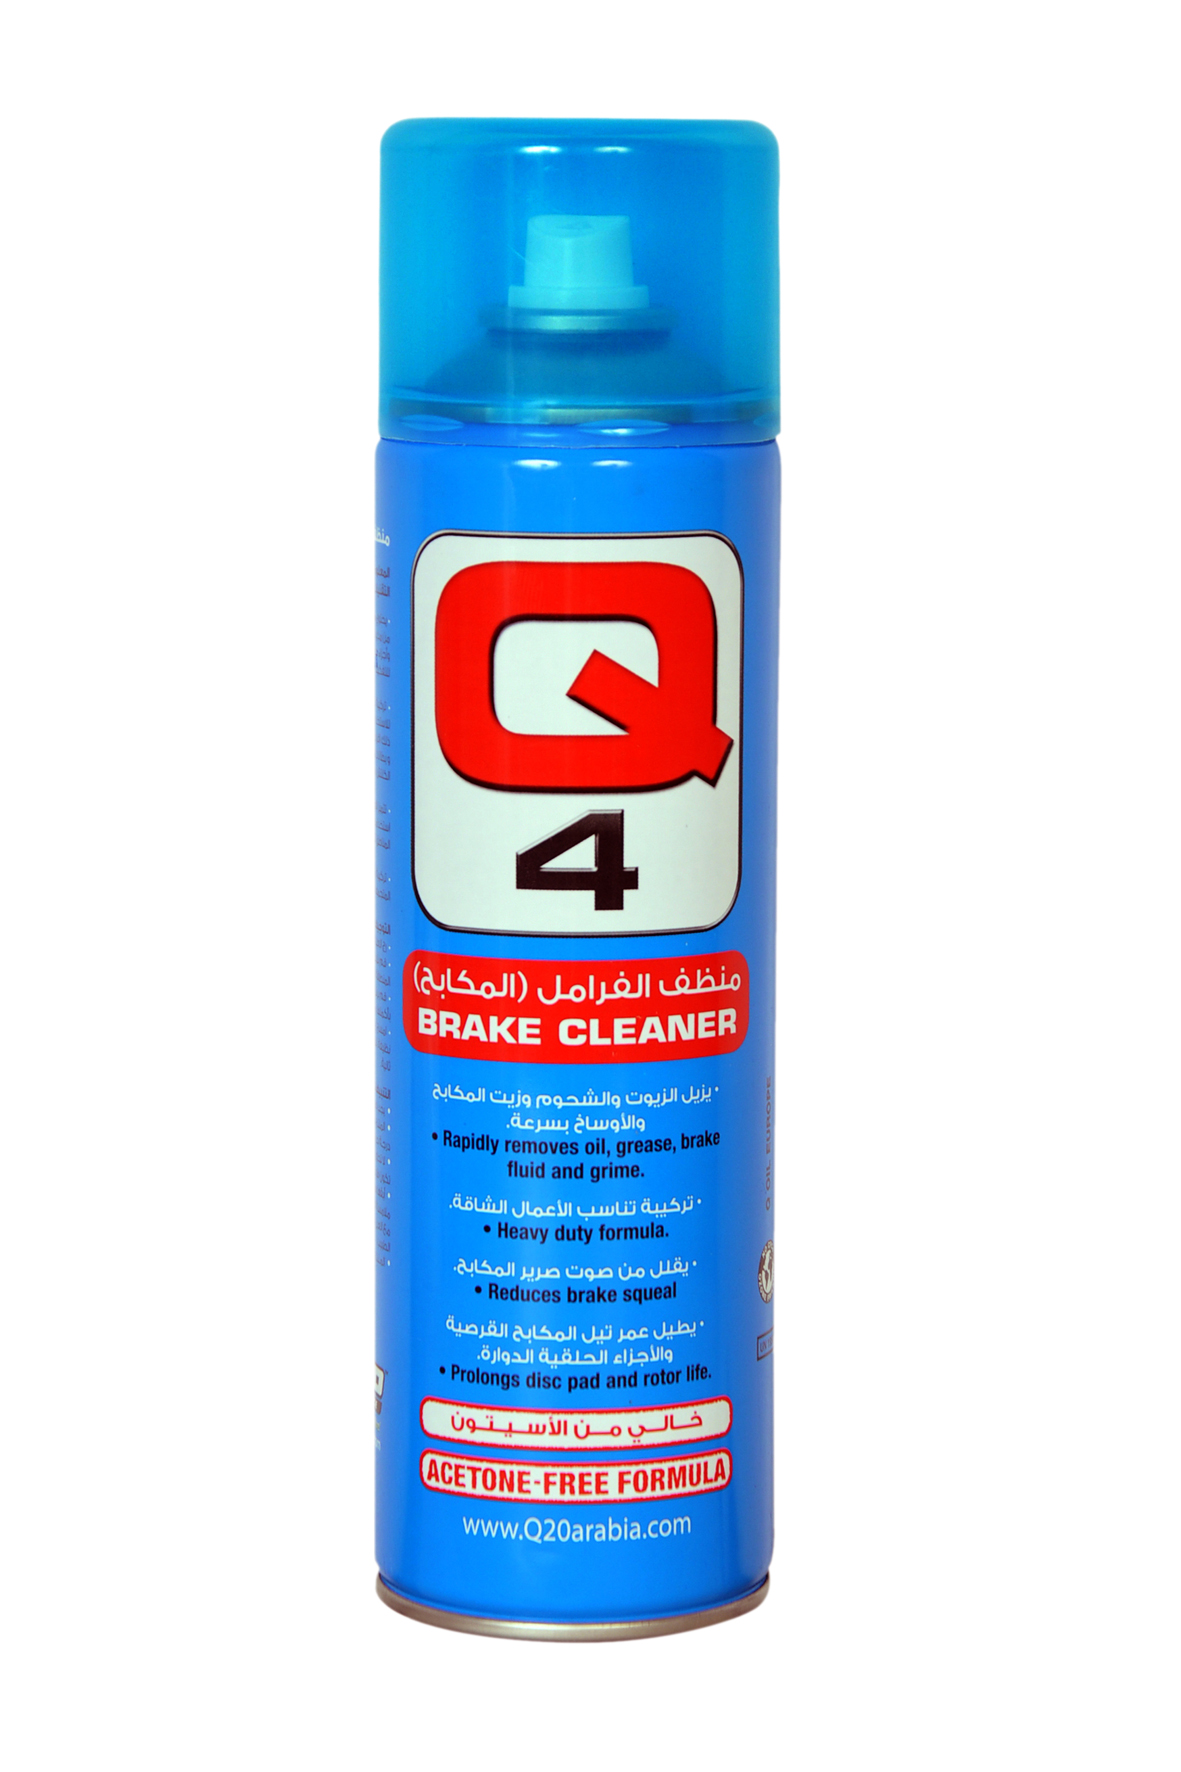 Q
4
منظف الفرامل (المكابح)
BRAKE CLEANER
• يزيل الزيوت والشحوم وزيت المكابح
والأوساخ بسرعة.
• Rapidly removes oil, grease, brake
fluid and grime.
• تركيبة تناسب الأعمال الشاقة.
• Heavy duty formula.
• يقلل من صوت صرير المكابح.
• Reduces brake squeal
• يطيل عمر تيل المكابح القرصية
والأجزاء الحلقية الدوارة.
• Prolongs disc pad and rotor life.
خالي من الأسيتون
ACETONE-FREE FORMULA
www.Q20arabia.com
Q OIL EUROPE